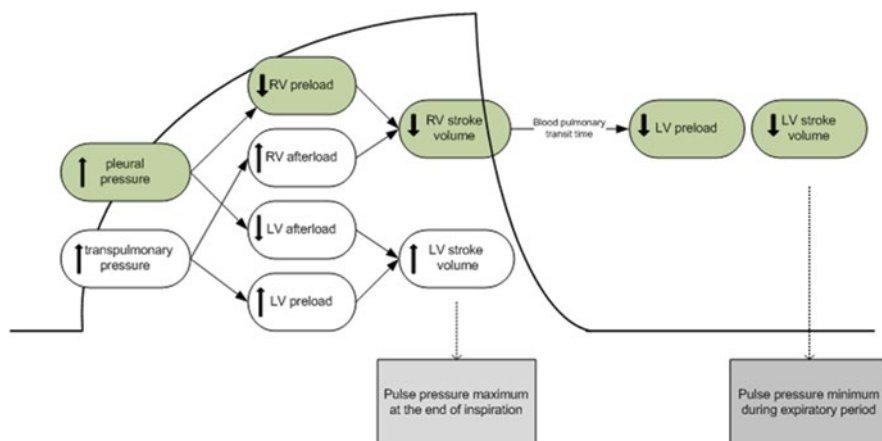 RV preload
RV stroke
volume
Blood pulmonary
transit time
LV preload
LV stroke
volume
pleural
pressure
RV afterload
LV afterload
transpulmonary
pressure
LV stroke
volume
LV preload
Pulse pressure maximum
at the end of inspiration
Pulse pressure minimum
during expiratory period